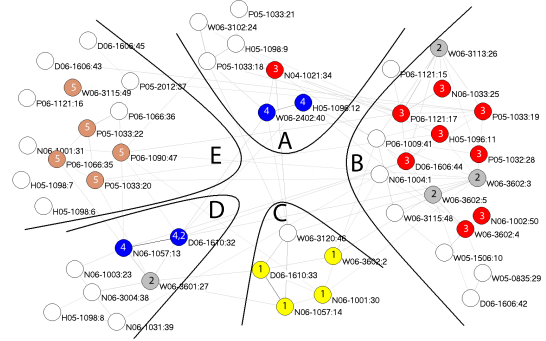 P05-1033:21
W06-3102:24
H05-1098:9
P05-1033:18
3
N04-1021:34
4
H05-1098:12
4
W06-2402:40
A
D06-1606:45
D06-1606:43
5
W06-3115:49
P05-2012:37
P06-1121:16
P06-1066:36
5
P05-1033:22
N06-1001:31
5
P06-1090:47
5
P06-1066:35
5
P05-1033:20
H05-1098:7
H05-1098:6
E
2
W06-3113:26
P06-1121:15
3
N06-1033:25
3
P06-1121:17
3
P05-1033:19
3
H05-1096:11
P06-1009:41
3
P05-1032:28
3
D06-1606:44
N06-1004:1
2
W06-3602:3
2
W06-3602:5
W06-3115:48
3
N06-1002:50
3
W06-3602:4
W05-1506:10
W05-0835:29
D06-1606:42
B
D
4,2
D06-1610:32
4
N06-1057:13
N06-1003:23
2
W06-3601:27
N06-3004:38
H05-1098:8
N06-1031:39
C
W06-3120:46
1
W06-3602:2
1
D06-1610:33
1
N06-1001:30
1
N06-1057:14